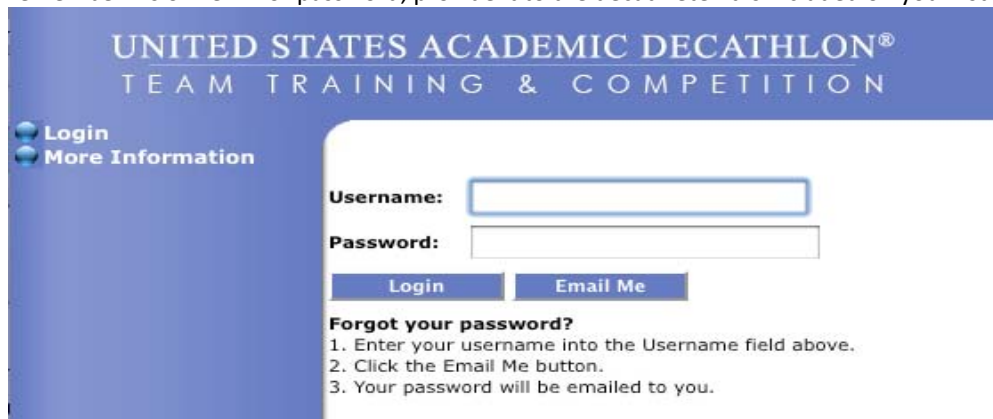 UNITED STATES ACADEMIC DECATHLON®
TEAM TRAINING & COMPETITION
Login
More Information
Username:
Password:
Login Email Me
Forgot your password?
1. Enter your username into the Username field above.
2. Click the Email Me button.
3. Your password will be emailed to you.